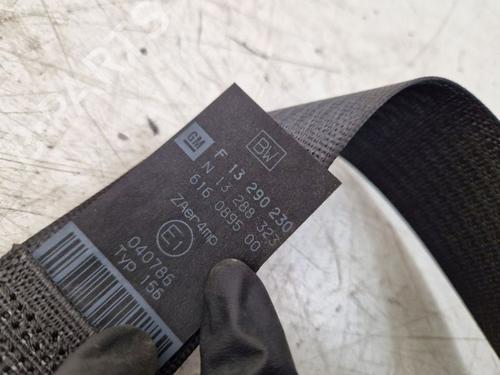 GM
BW
F 13 290 230
N 13 288 323
616 0895 00
ZAer4mp
E1
040786
Typ 156